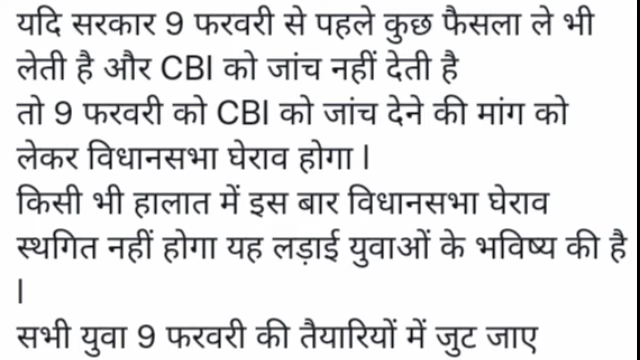 यदि सरकार 9 फरवरी से पहले कुछ फैसला ले भी
लेती है और CBI को जांच नहीं देती है
तो 9 फरवरी को CBI को जांच देने की मांग को
लेकर विधानसभा घेराव होगा l
किसी भी हालात में इस बार विधानसभा घेराव
स्थगित नहीं होगा यह लड़ाई युवाओं के भविष्य की है
l
सभी युवा 9 फरवरी की तैयारियों में जुट जाए